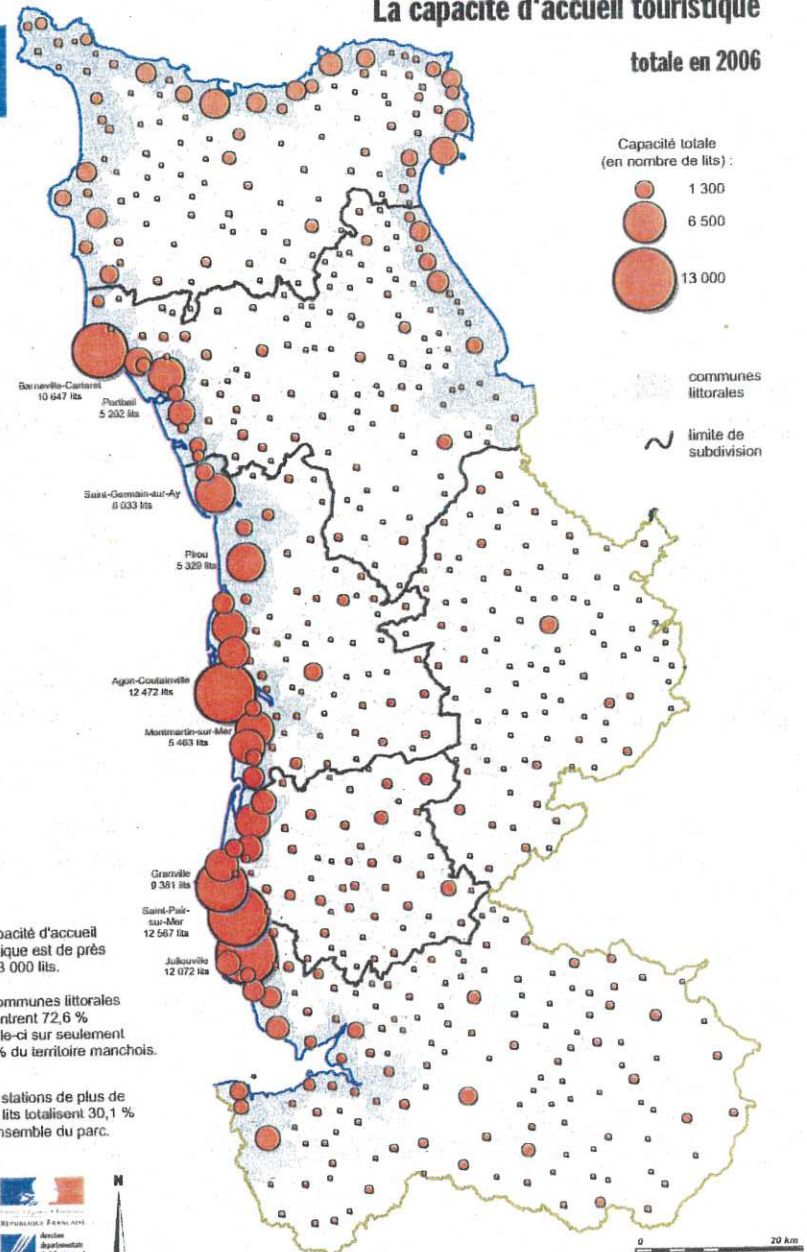 La capacité d'accueil touristique
totale en 2006
Capacité totale
(en nombre de lits) :
1 300
6 500
13 000
communes
littorales
limite de
subdivision
Barneville-Carteret
10 647 lits
Portbail
5 202 lits
Saint-Germain-sur-Ay
6 033 lits
Pirou
5 329 lits
Agon-Coutainville
12 472 lits
Montmartin-sur-Mer
5 463 lits
Granville
9 381 lits
Saint-Pair-
sur-Mer
12 567 lits
Jullouville
12 072 lits
pacité d'accueil
ique est de près
3 000 lits.
ommunes littorales
ntrent 72,6 %
le-ci sur seulement
% du territoire manchois.
stations de plus de
lits totalisent 30,1 %
nsemble du parc.
RÉPUBLIQUE FRANÇAISE
direction
départementale
N
0 20 km